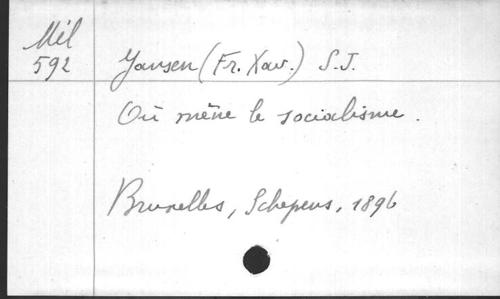 Mél
592
Jansen (Fr. Xav.) S.J.
Où mène le socialisme.
Bruxelles, Schepens, 1896